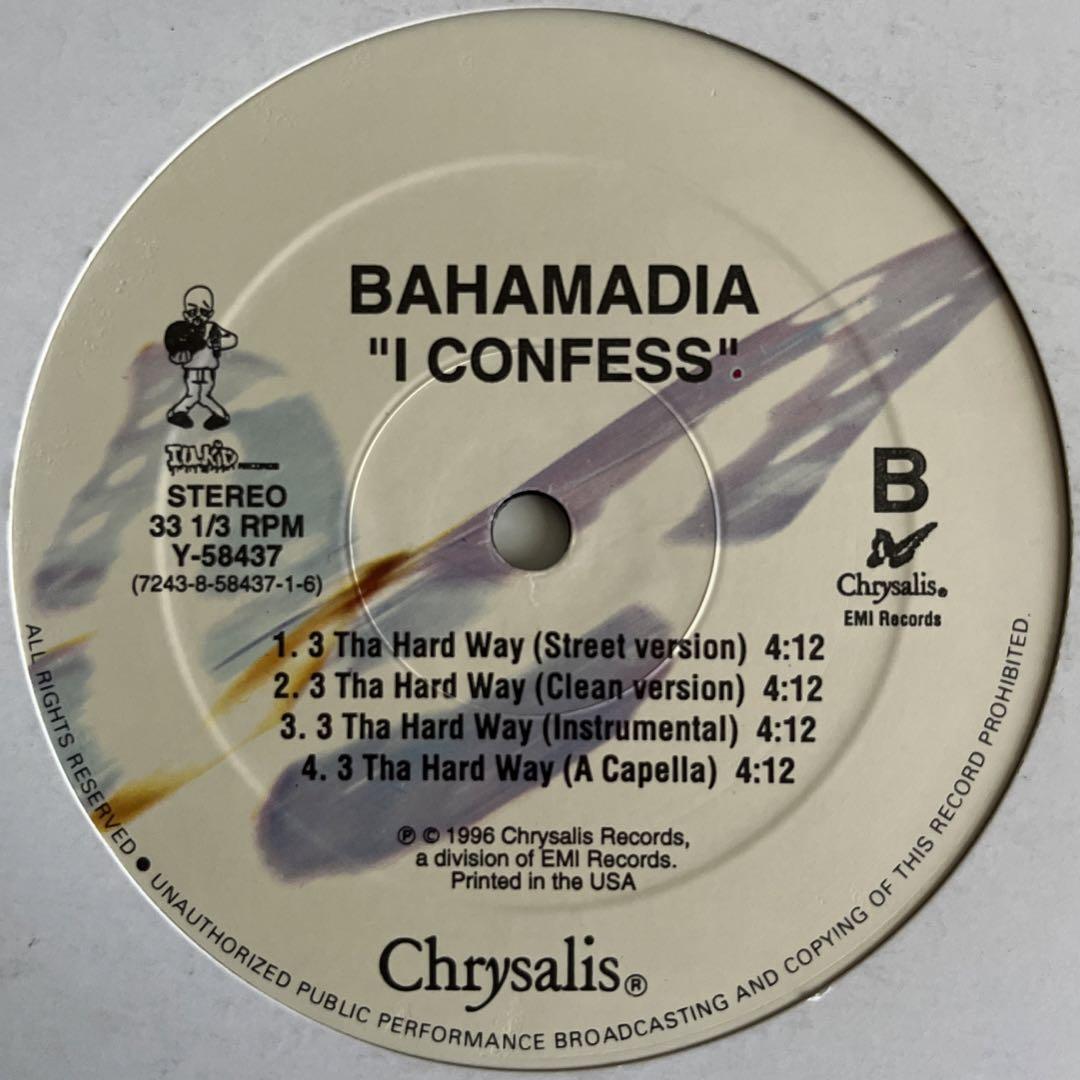 BAHAMADIA
"I CONFESS"
ILL KID
RECORDS
STEREO
33 1/3 RPM
Y-58437
(7243-8-58437-1-6)
B
Chrysalis®
EMI Records
1. 3 Tha Hard Way (Street version) 4:12
2. 3 Tha Hard Way (Clean version) 4:12
3. 3 Tha Hard Way (Instrumental) 4:12
4. 3 Tha Hard Way (A Capella) 4:12
℗ © 1996 Chrysalis Records,
a division of EMI Records.
Printed in the USA
Chrysalis®
ALL RIGHTS RESERVED ● UNAUTHORIZED PUBLIC PERFORMANCE BROADCASTING AND COPYING OF THIS RECORD PROHIBITED.